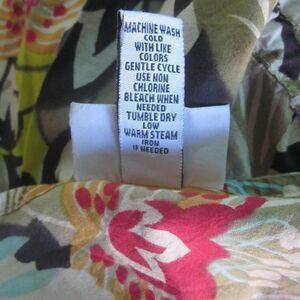 MACHINE WASH
COLD
WITH LIKE
COLORS
GENTLE CYCLE
USE NON
CHLORINE
BLEACH WHEN
NEEDED
TUMBLE DRY
LOW
WARM STEAM
IRON
IF NEEDED